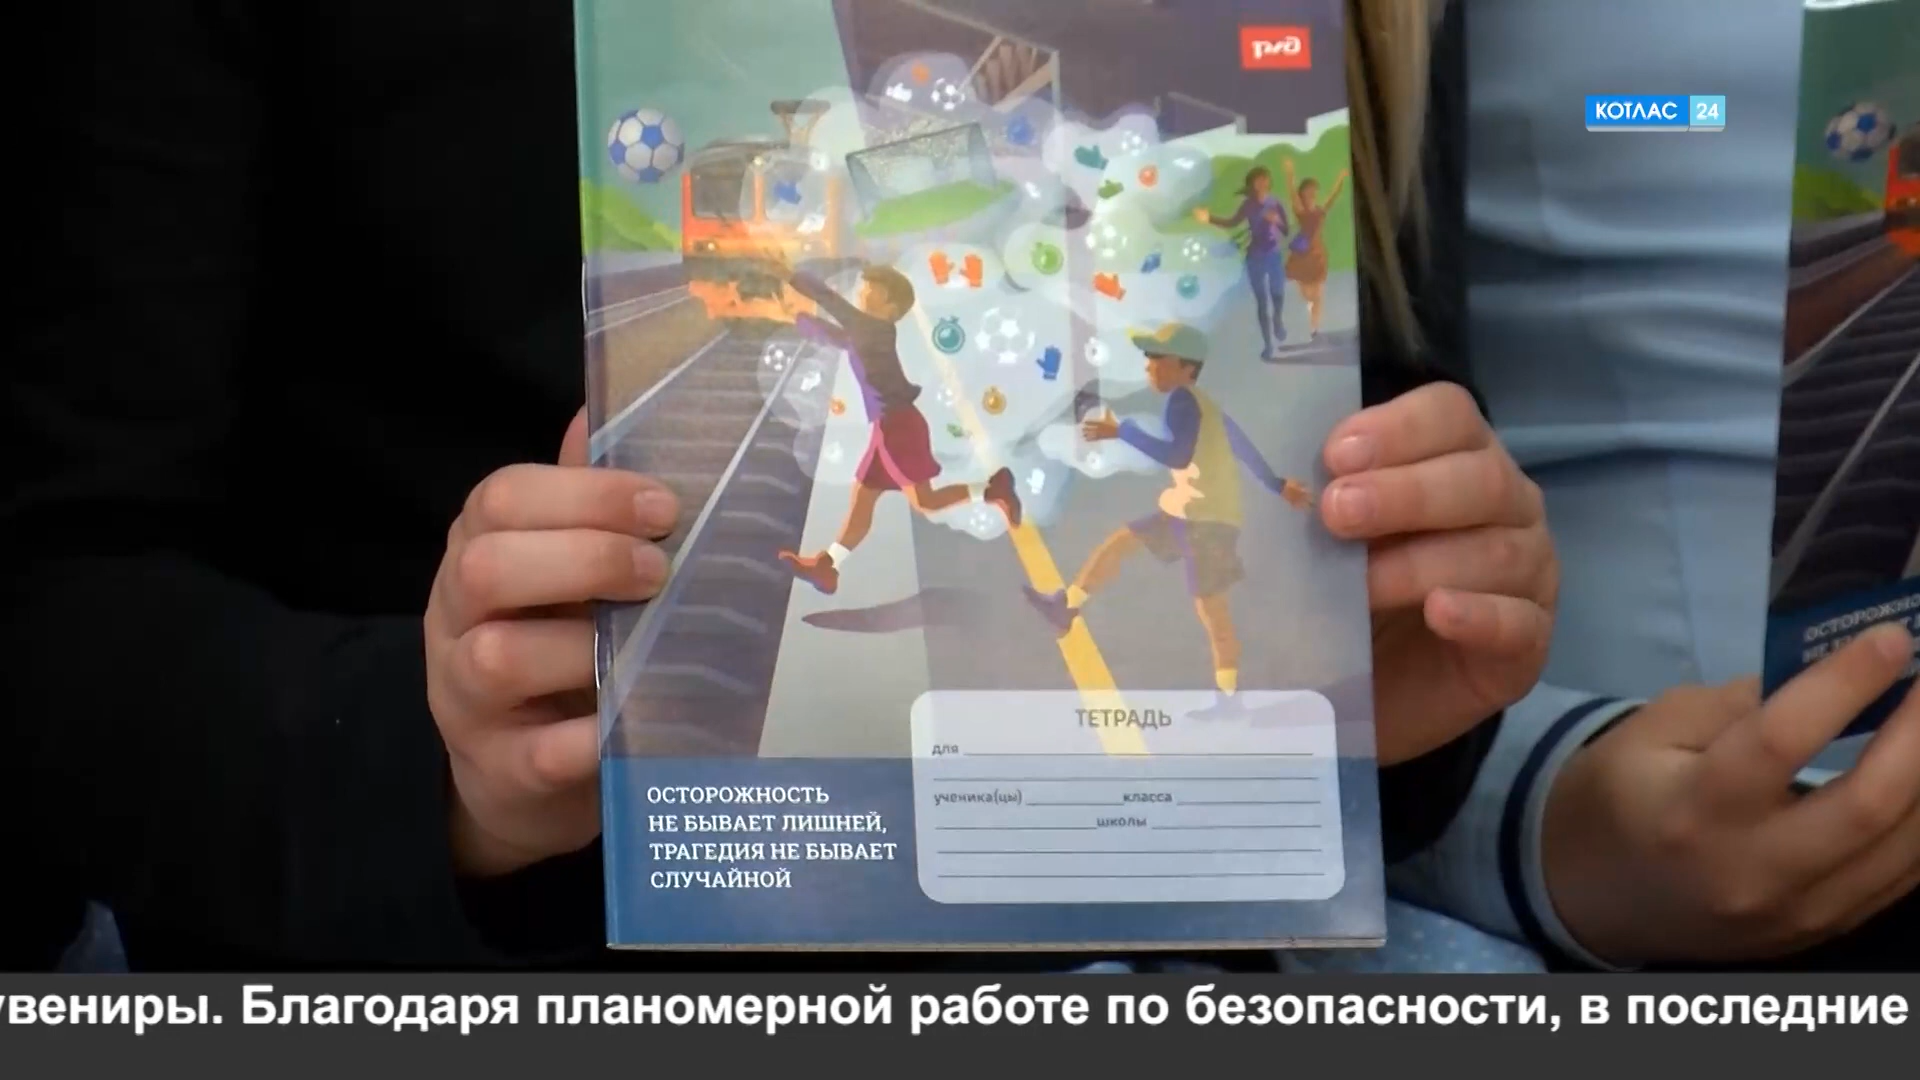 ржд
КОТЛАС 24
ТЕТРАДЬ
для
ученика(цы) класса
школы
ОСТОРОЖНОСТЬ
НЕ БЫВАЕТ ЛИШНЕЙ,
ТРАГЕДИЯ НЕ БЫВАЕТ
СЛУЧАЙНОЙ
ОСТОРОЖНО
увениры. Благодаря планомерной работе по безопасности, в последние